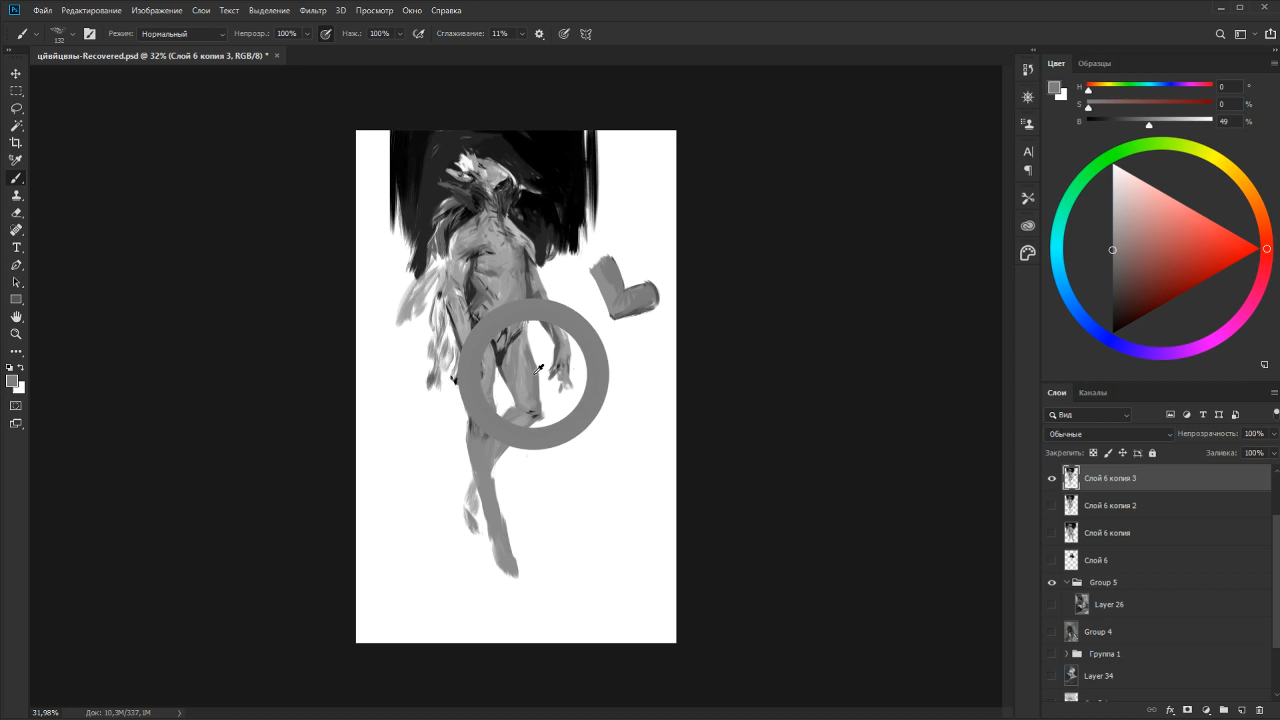 Ps Файл Редактирование Изображение Слои Текст Выделение Фильтр 3D Просмотр Окно Справка
132 Режим: Нормальный Непрозр.: 100% Наж.: 100% Сглаживание: 11%
цйвйцвяы-Recovered.psd @ 32% (Слой 6 копия 3, RGB/8) * ×
Цвет Образцы
H 0 °
S 0 %
B 49 %
Слои Каналы
Вид
Обычные Непрозрачность: 100%
Закрепить: Заливка: 100%
Слой 6 копия 3
Слой 6 копия 2
Слой 6 копия
Слой 6
Group 5
Layer 26
Group 4
Группа 1
Layer 34
31,98% Док: 10,3M/337,1M